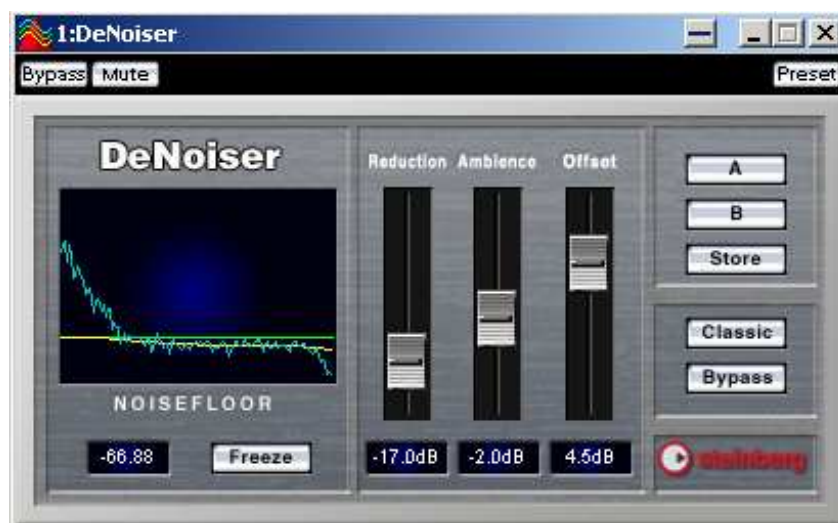 1:DeNoiser
Bypass Mute Preset
DeNoiser
Reduction Ambience Offset
A
B
Store
Classic
Bypass
NOISEFLOOR
-66.88 Freeze -17.0dB -2.0dB 4.5dB
steinberg